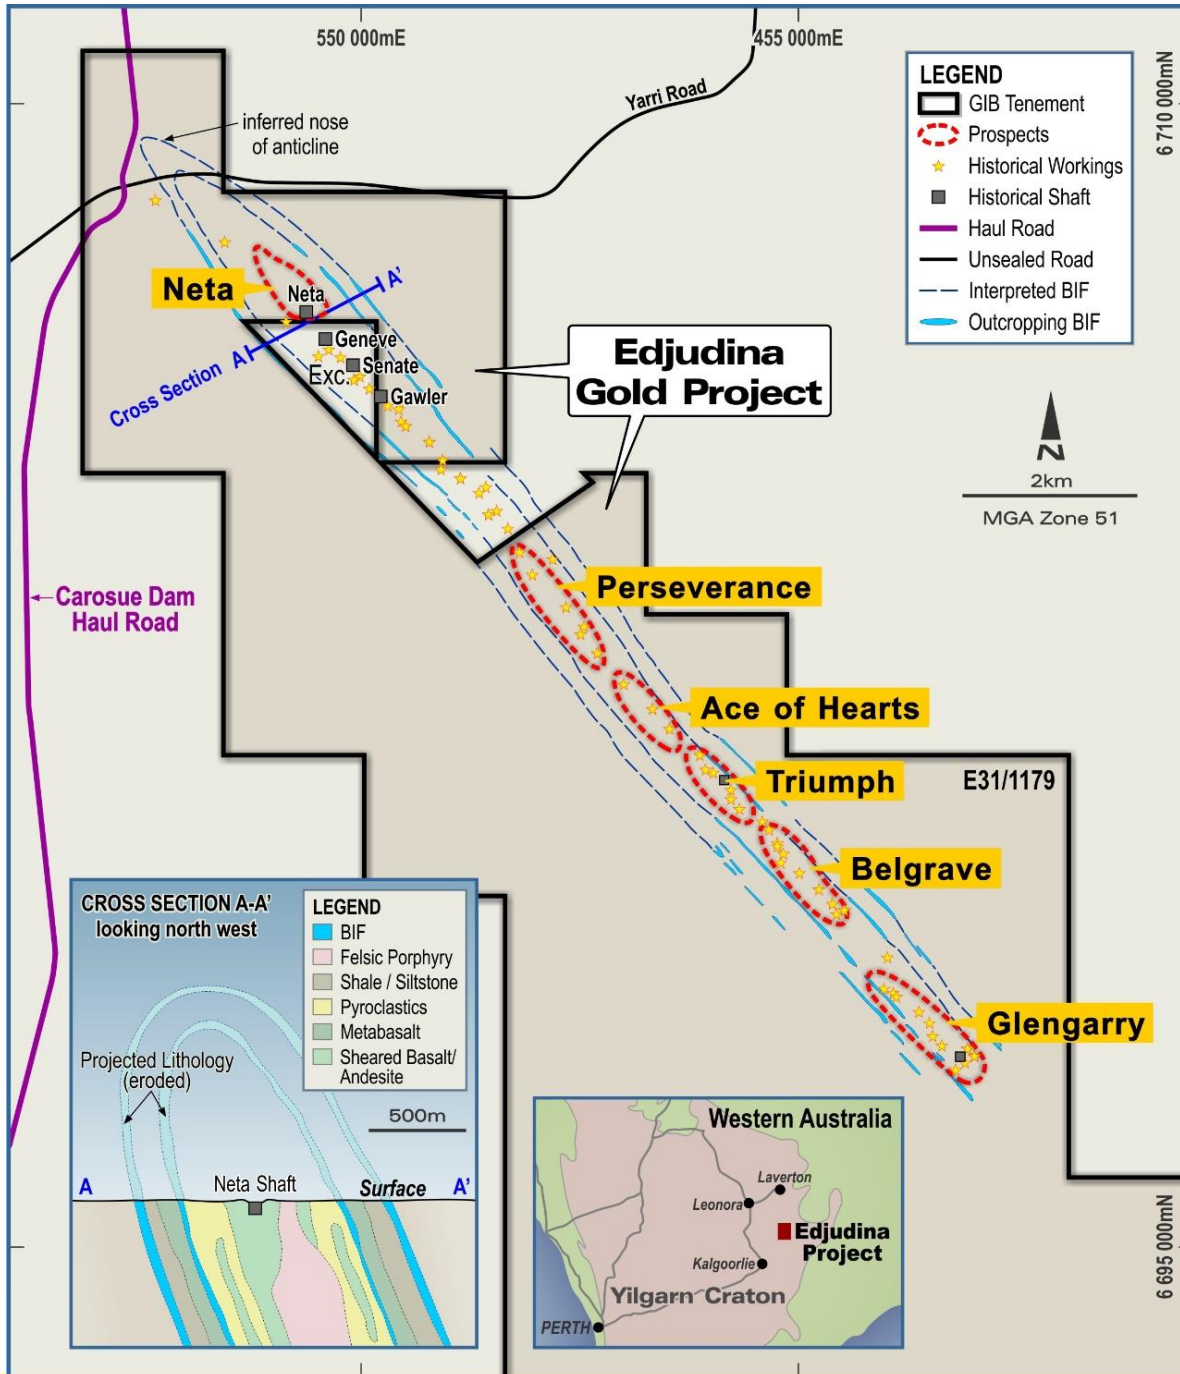 550 000mE
455 000mE
6 710 000mN
Yarri Road
inferred nose
of anticline
LEGEND
GIB Tenement
Prospects
Historical Workings
Historical Shaft
Haul Road
Unsealed Road
Interpreted BIF
Outcropping BIF
Neta
Neta
A'
Geneve
A
Senate
Exc.
Gawler
Cross Section
Edjudina
Gold Project
N
2km
MGA Zone 51
Carosue Dam
Haul Road
Perseverance
Ace of Hearts
Triumph
E31/1179
Belgrave
Glengarry
CROSS SECTION A-A'
looking north west
LEGEND
BIF
Felsic Porphyry
Shale / Siltstone
Pyroclastics
Metabasalt
Sheared Basalt/
Andesite
500m
Projected Lithology
(eroded)
A
Neta Shaft
Surface
A'
Western Australia
Laverton
Leonora
Edjudina
Project
Kalgoorlie
Yilgarn Craton
PERTH
6 695 000mN